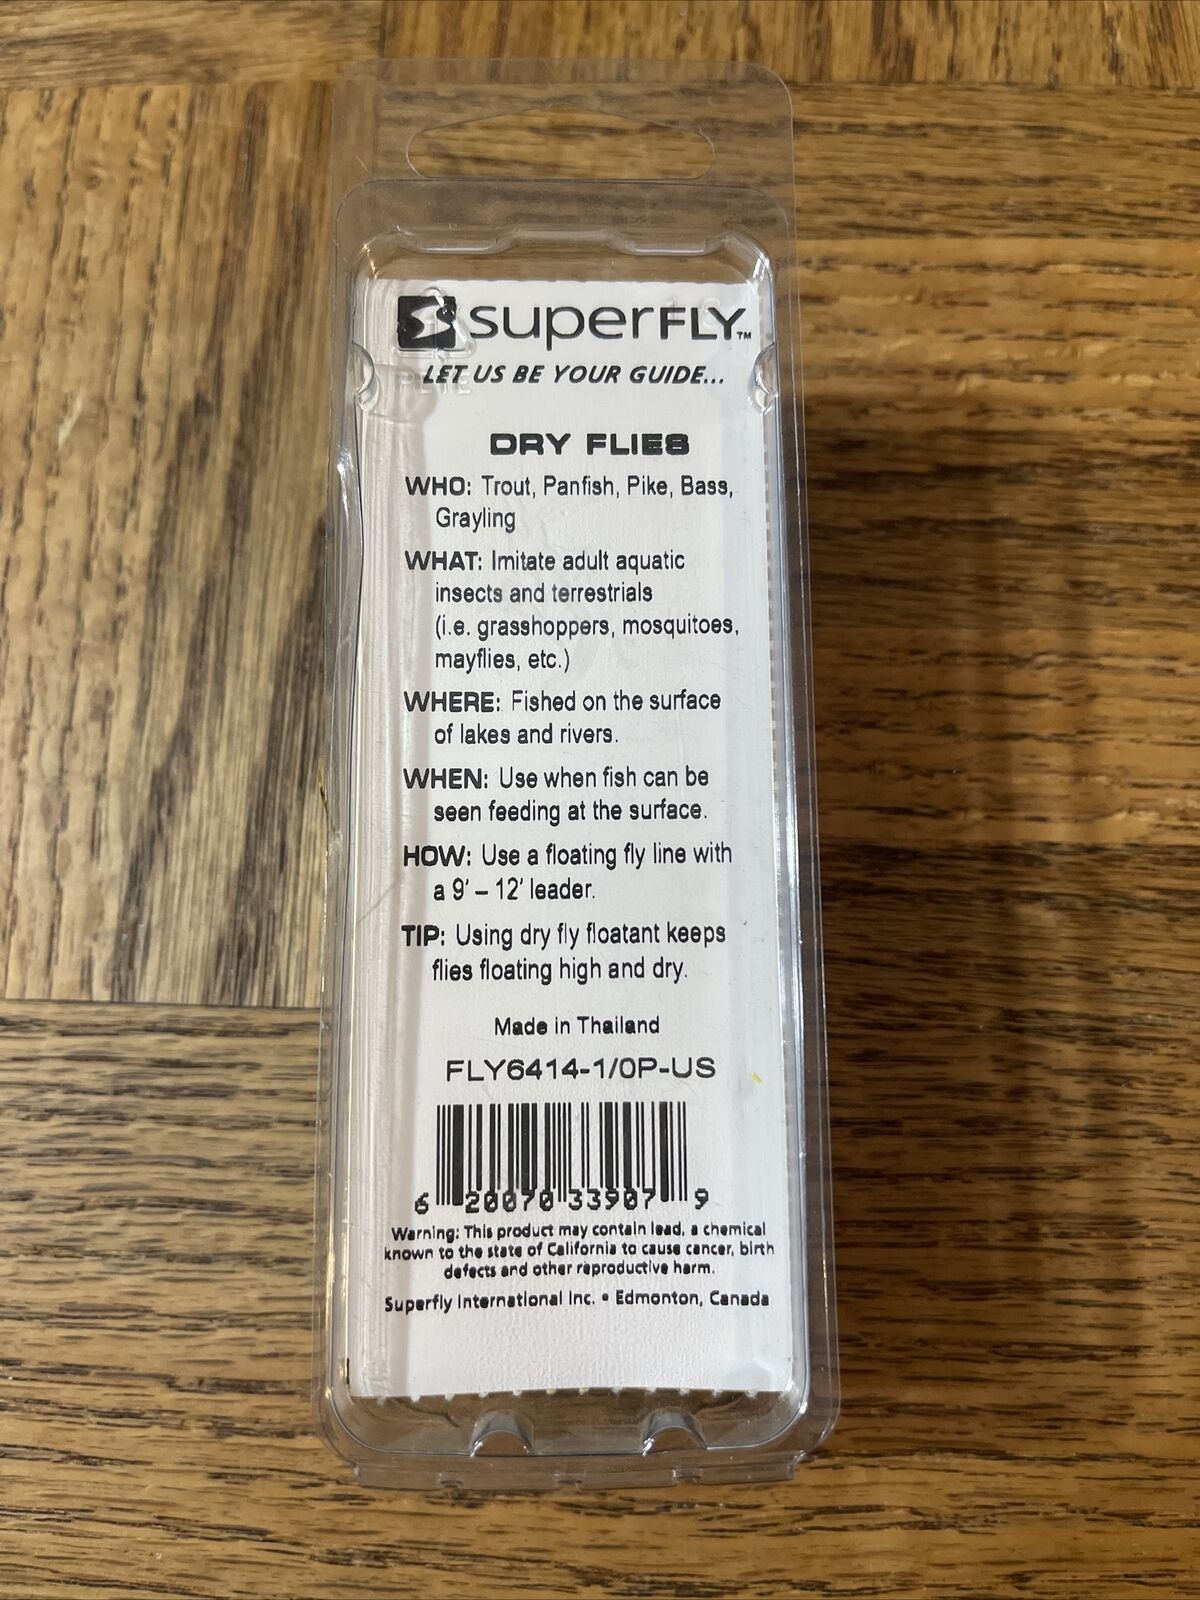 superFLY™
LET US BE YOUR GUIDE...
PETE
DRY FLIES
WHO: Trout, Panfish, Pike, Bass,
Grayling
WHAT: Imitate adult aquatic
insects and terrestrials
(i.e. grasshoppers, mosquitoes,
mayflies, etc.)
WHERE: Fished on the surface
of lakes and rivers.
WHEN: Use when fish can be
seen feeding at the surface.
HOW: Use a floating fly line with
a 9' – 12' leader.
TIP: Using dry fly floatant keeps
flies floating high and dry.
Made in Thailand
FLY6414-1/0P-US
6 20070 33907 9
Warning: This product may contain lead, a chemical
known to the state of California to cause cancer, birth
defects and other reproductive harm.
Superfly International Inc. • Edmonton, Canada